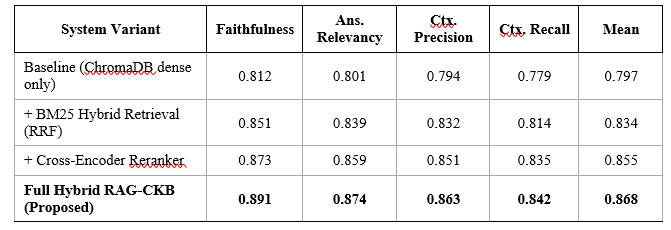 System Variant Faithfulness Ans. Relevancy Ctx. Precision Ctx. Recall Mean
Baseline (ChromaDB dense only) 0.812 0.801 0.794 0.779 0.797
+ BM25 Hybrid Retrieval (RRF) 0.851 0.839 0.832 0.814 0.834
+ Cross-Encoder Reranker 0.873 0.859 0.851 0.835 0.855
Full Hybrid RAG-CKB (Proposed) 0.891 0.874 0.863 0.842 0.868